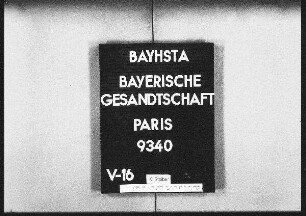 BAYHSTA
BAYERISCHE
GESANDTSCHAFT
PARIS
9340
V-16